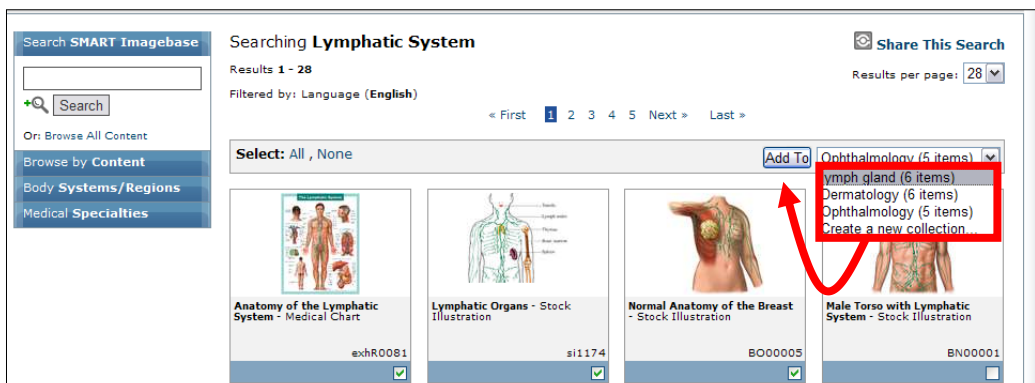 Search SMART Imagebase
Search
Or: Browse All Content
Browse by Content
Body Systems/Regions
Medical Specialties
Searching Lymphatic System
Results 1 - 28
Filtered by: Language (English)
Share This Search
Results per page: 28
« First 1 2 3 4 5 Next » Last »
Select: All , None
Add To
Ophthalmology (5 items)
lymph gland (6 items)
Dermatology (6 items)
Ophthalmology (5 items)
Create a new collection...
Anatomy of the Lymphatic
System - Medical Chart
exhR0081
Lymphatic Organs - Stock
Illustration
si1174
Normal Anatomy of the Breast
- Stock Illustration
BO00005
Male Torso with Lymphatic
System - Stock Illustration
BN00001